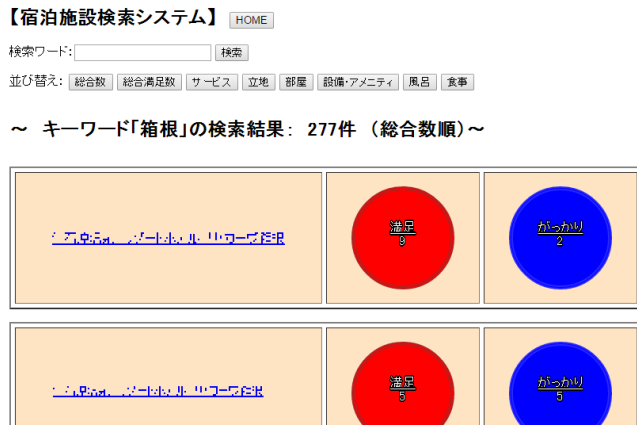 【宿泊施設検索システム】 HOME
検索ワード: 検索
並び替え: 総合数 総合満足数 サービス 立地 部屋 設備・アメニティ 風呂 食事
～ キーワード「箱根」の検索結果: 277件 (総合数順)～
満足 がっかり
9 2
満足 がっかり
5 5